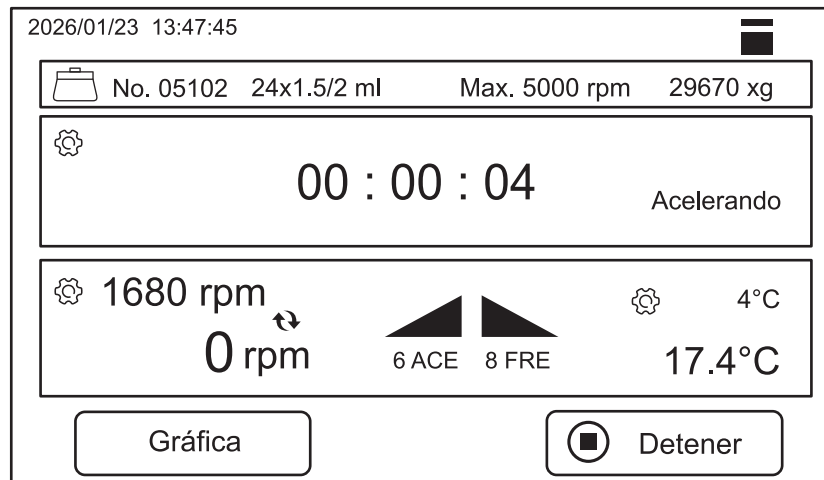 2026/01/23 13:47:45
No. 05102 24x1.5/2 ml Max. 5000 rpm 29670 xg
00 : 00 : 04
Acelerando
1680 rpm
4°C
0 rpm
6 ACE 8 FRE
17.4°C
Gráfica
Detener